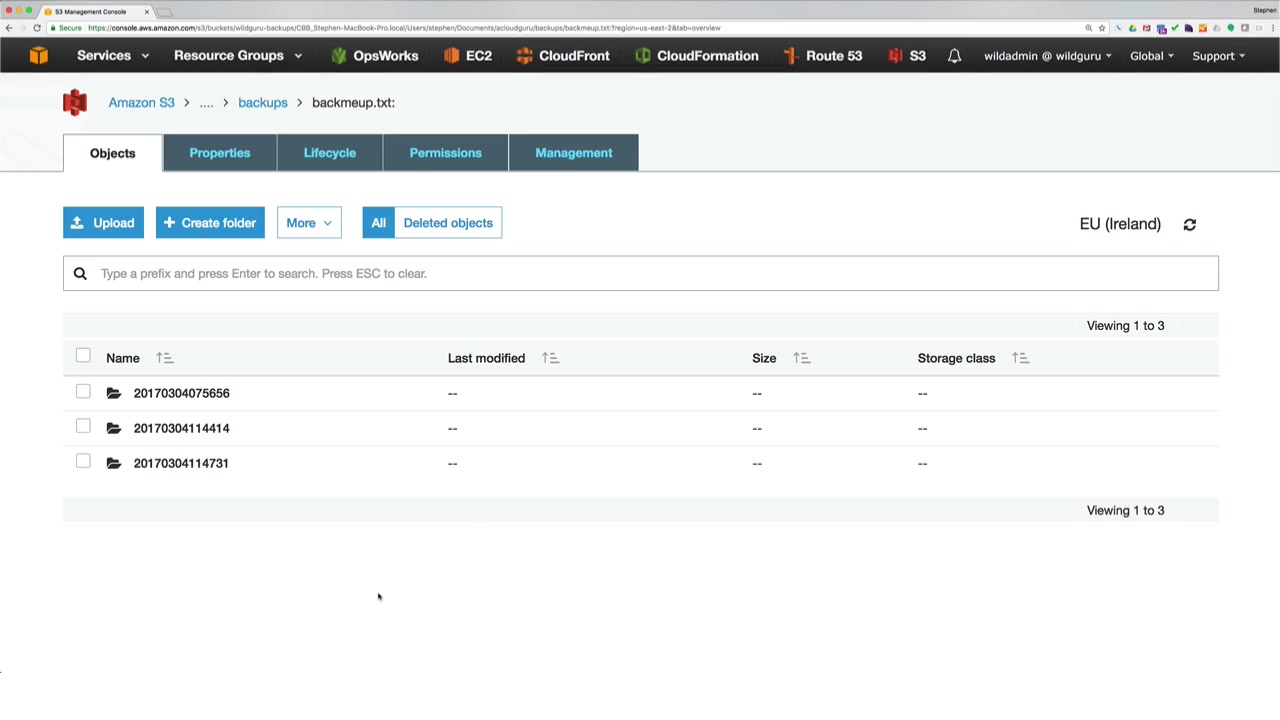 S3 Management Console
Stephen
Secure https://console.aws.amazon.com/s3/buckets/wildguru-backups/CBB_Stephen-MacBook-Pro.local/Users/stephen/Documents/acloudguru/backups/backmeup.txt:?region=us-east-2&tab=overview
Services Resource Groups OpsWorks EC2 CloudFront CloudFormation Route 53 S3 wildadmin @ wildguru Global Support
Amazon S3 > .... > backups > backmeup.txt:
Objects Properties Lifecycle Permissions Management
Upload + Create folder More All Deleted objects EU (Ireland)
Type a prefix and press Enter to search. Press ESC to clear.
Viewing 1 to 3
Name Last modified Size Storage class
20170304075656 -- -- --
20170304114414 -- -- --
20170304114731 -- -- --
Viewing 1 to 3